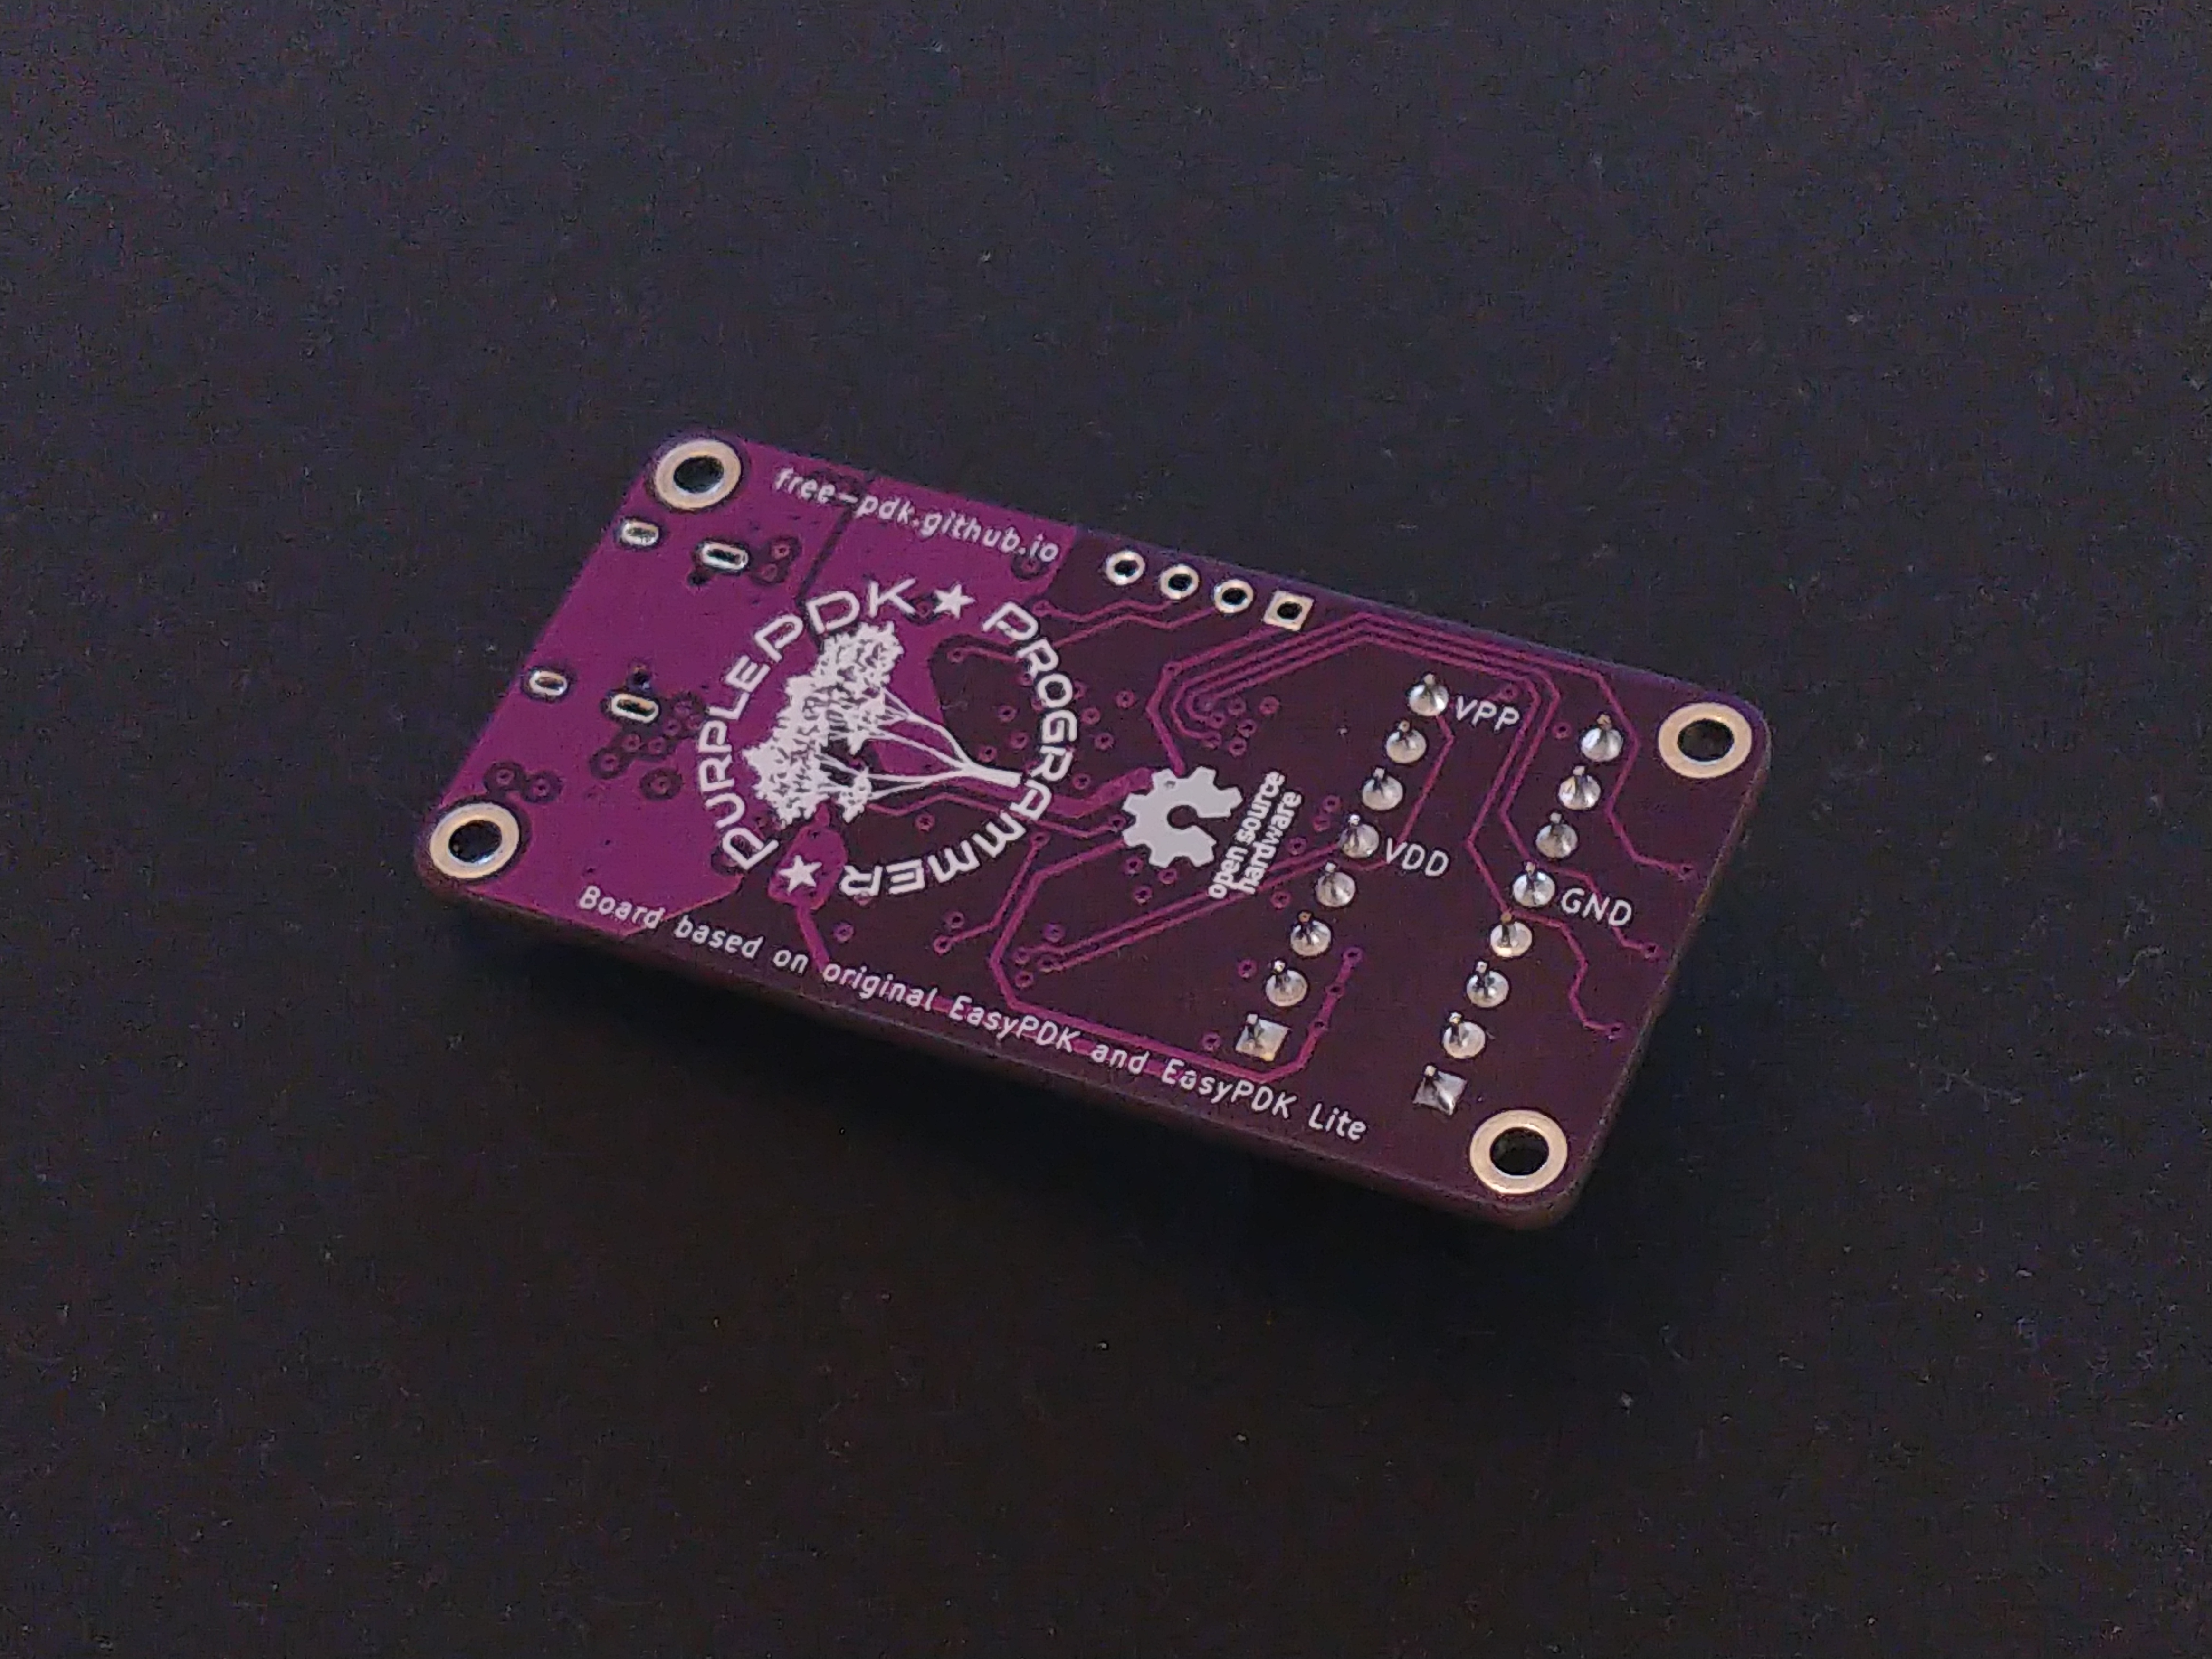 free-pdk.github.io
PURPLEPDK ★ PROGRAMMER ★
VPP
VDD
GND
open source
hardware
Board based on original EasyPDK and EasyPDK Lite